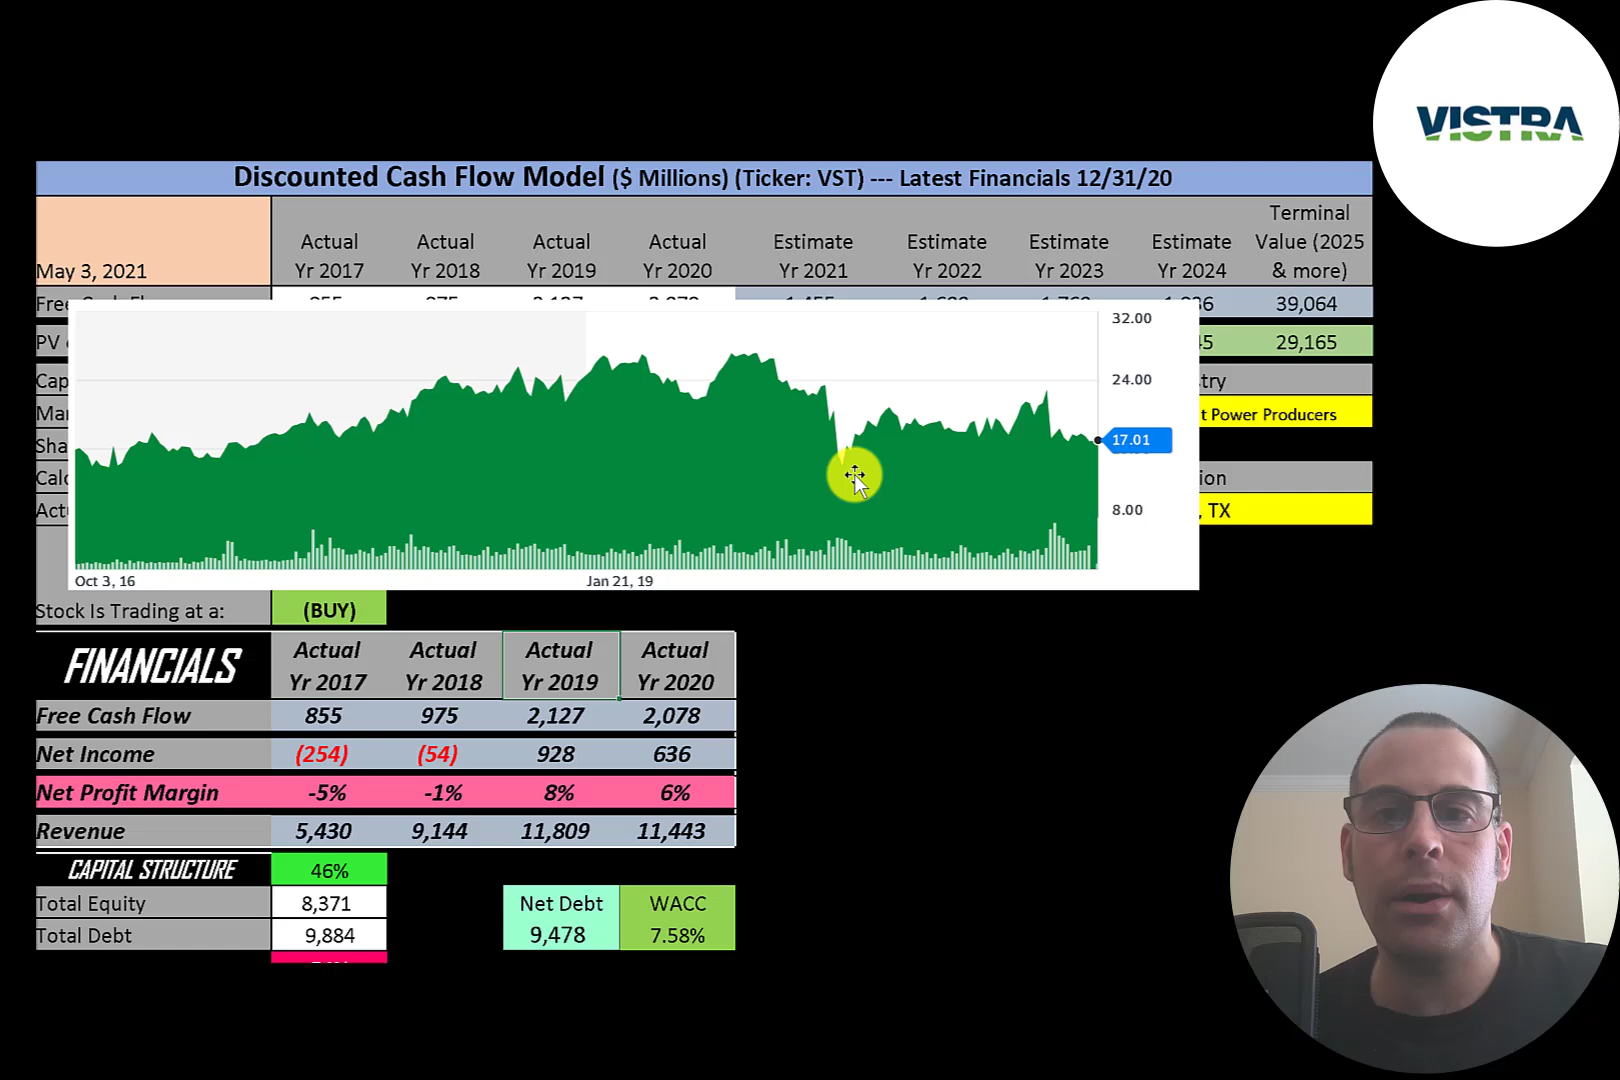 VISTRA
Discounted Cash Flow Model ($ Millions) (Ticker: VST) --- Latest Financials 12/31/20
May 3, 2021
Actual Yr 2017
Actual Yr 2018
Actual Yr 2019
Actual Yr 2020
Estimate Yr 2021
Estimate Yr 2022
Estimate Yr 2023
Estimate Yr 2024
Terminal Value (2025 & more)
39,064
PV
29,165
32.00
24.00
17.01
8.00
Oct 3, 16
Jan 21, 19
t Power Producers
, TX
Stock Is Trading at a: (BUY)
FINANCIALS
Actual Yr 2017
Actual Yr 2018
Actual Yr 2019
Actual Yr 2020
Free Cash Flow 855 975 2,127 2,078
Net Income (254) (54) 928 636
Net Profit Margin -5% -1% 8% 6%
Revenue 5,430 9,144 11,809 11,443
CAPITAL STRUCTURE 46%
Total Equity 8,371 Net Debt WACC
Total Debt 9,884 9,478 7.58%